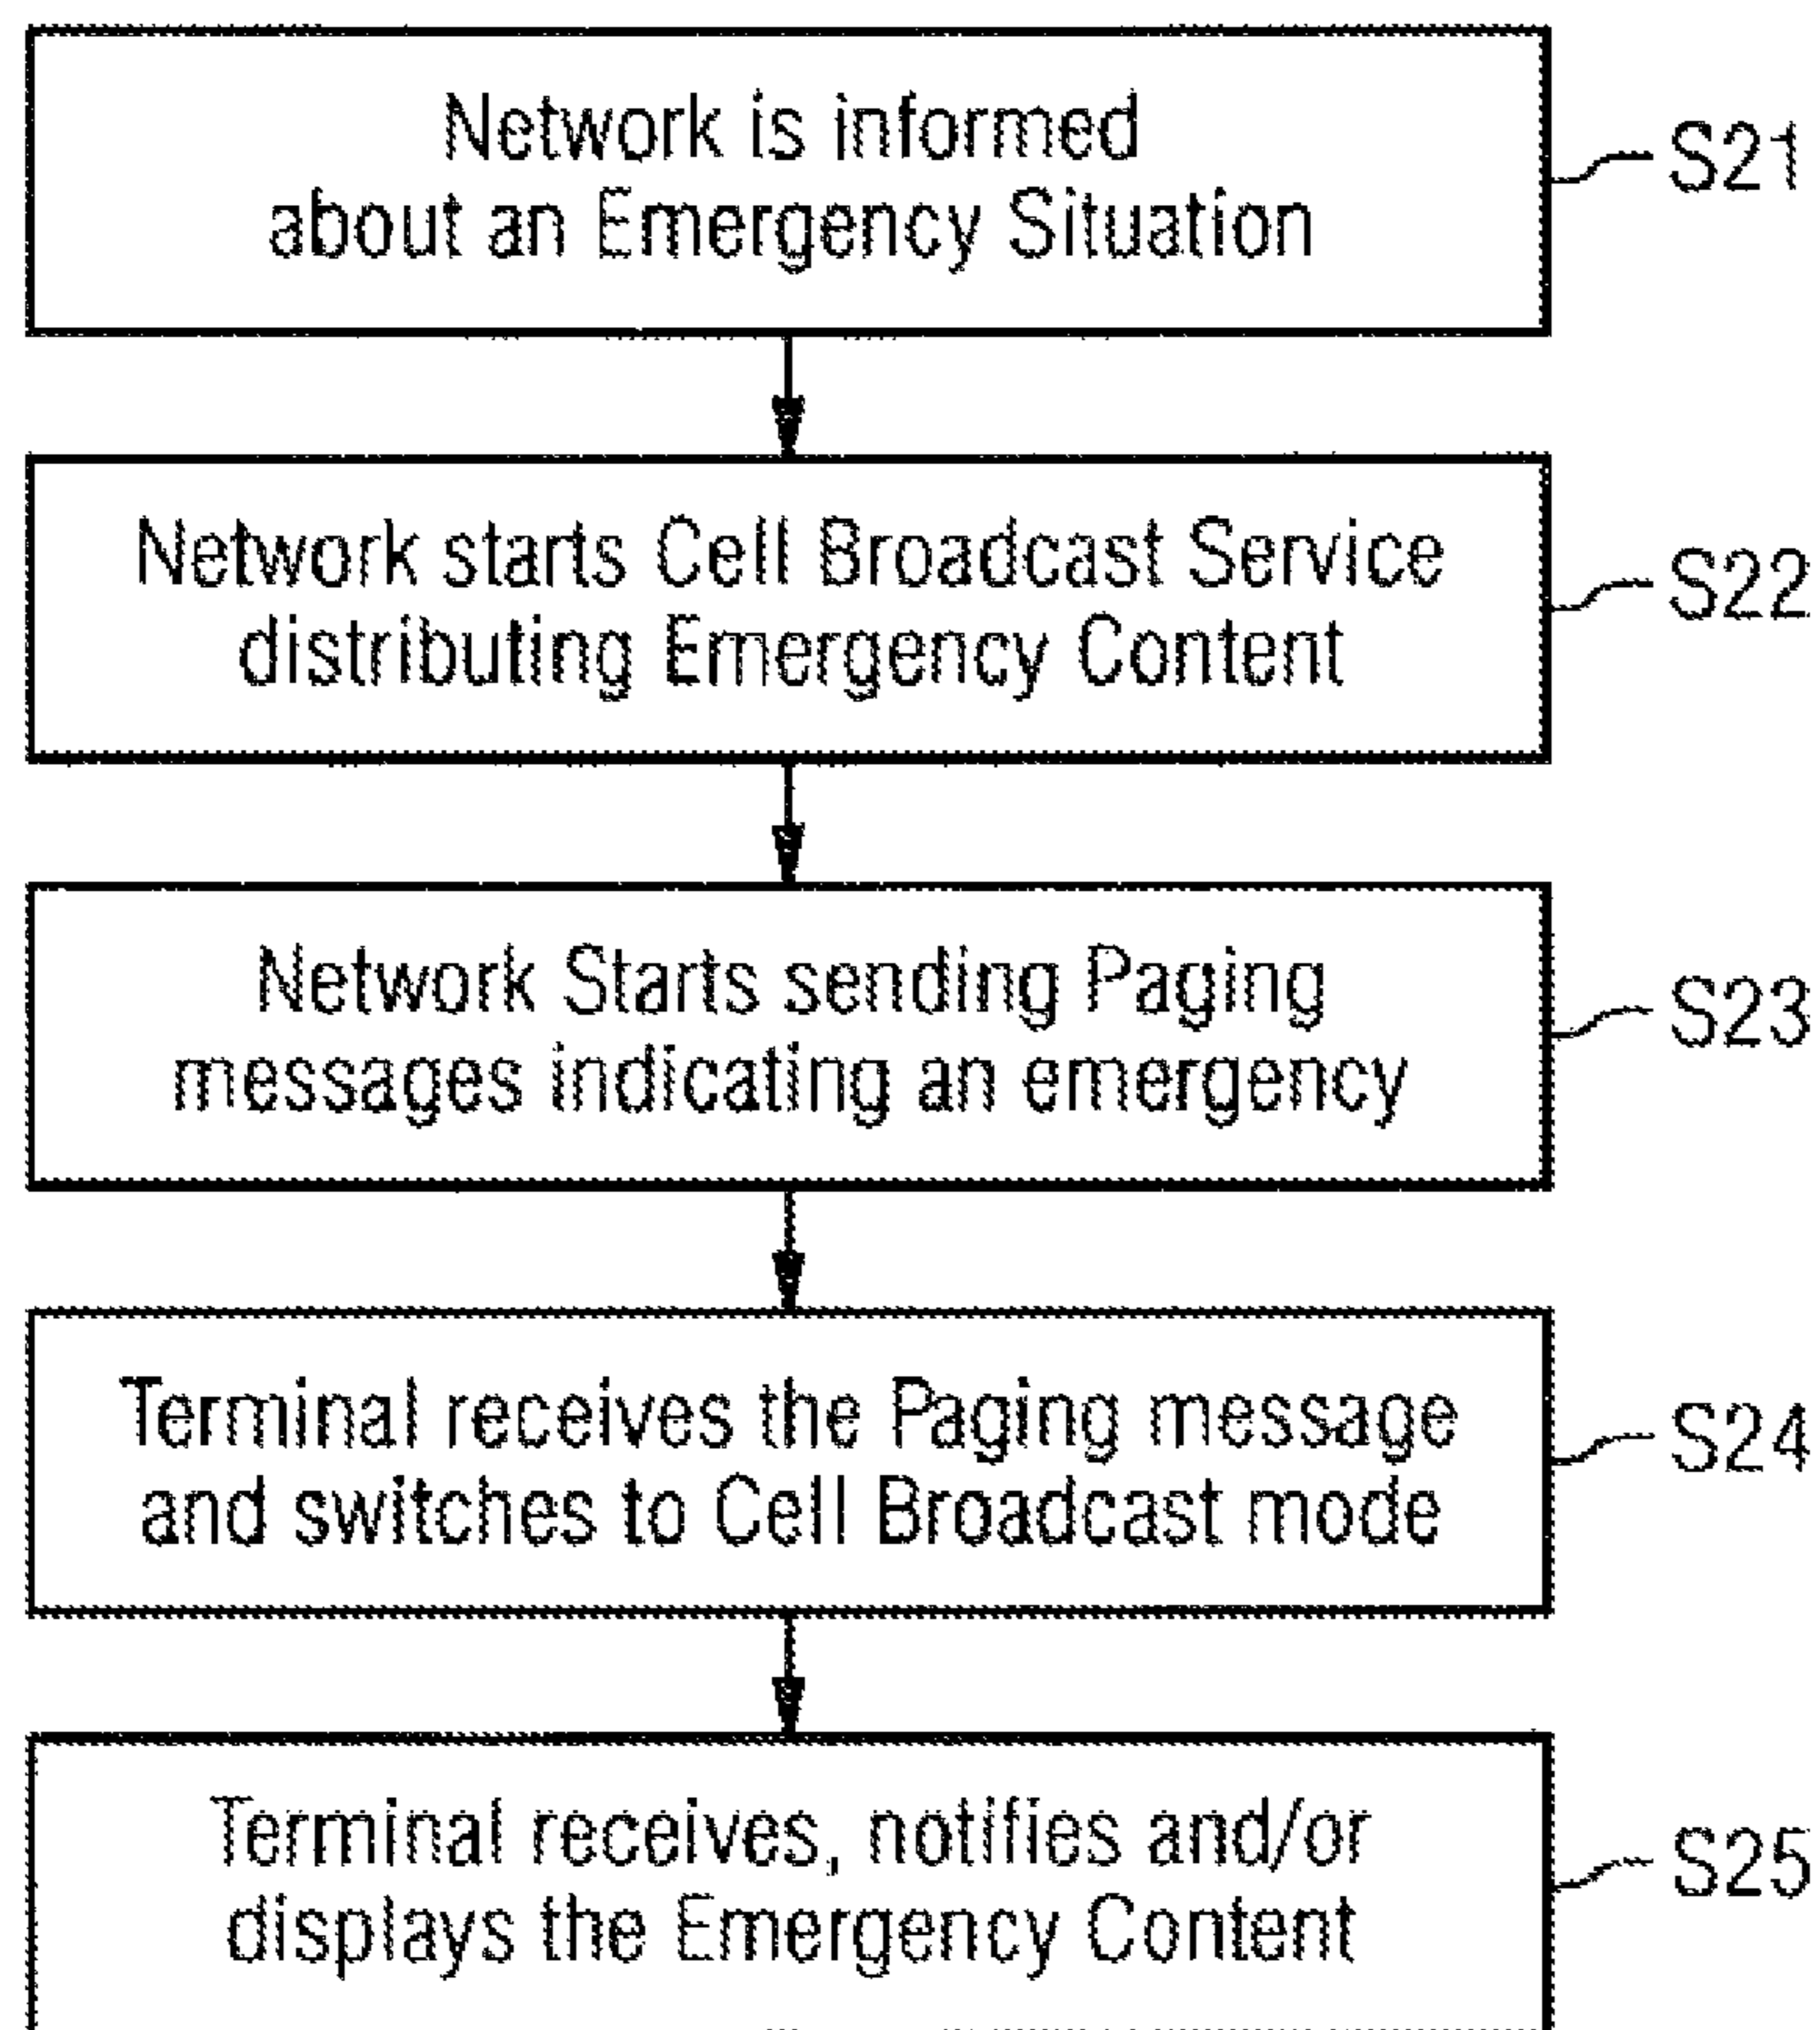 Network is informed
about an Emergency Situation
S21
Network starts Cell Broadcast Service
distributing Emergency Content
S22
Network Starts sending Paging
messages indicating an emergency
S23
Terminal receives the Paging message
and switches to Cell Broadcast mode
S24
Terminal receives, notifies and/or
displays the Emergency Content
S25